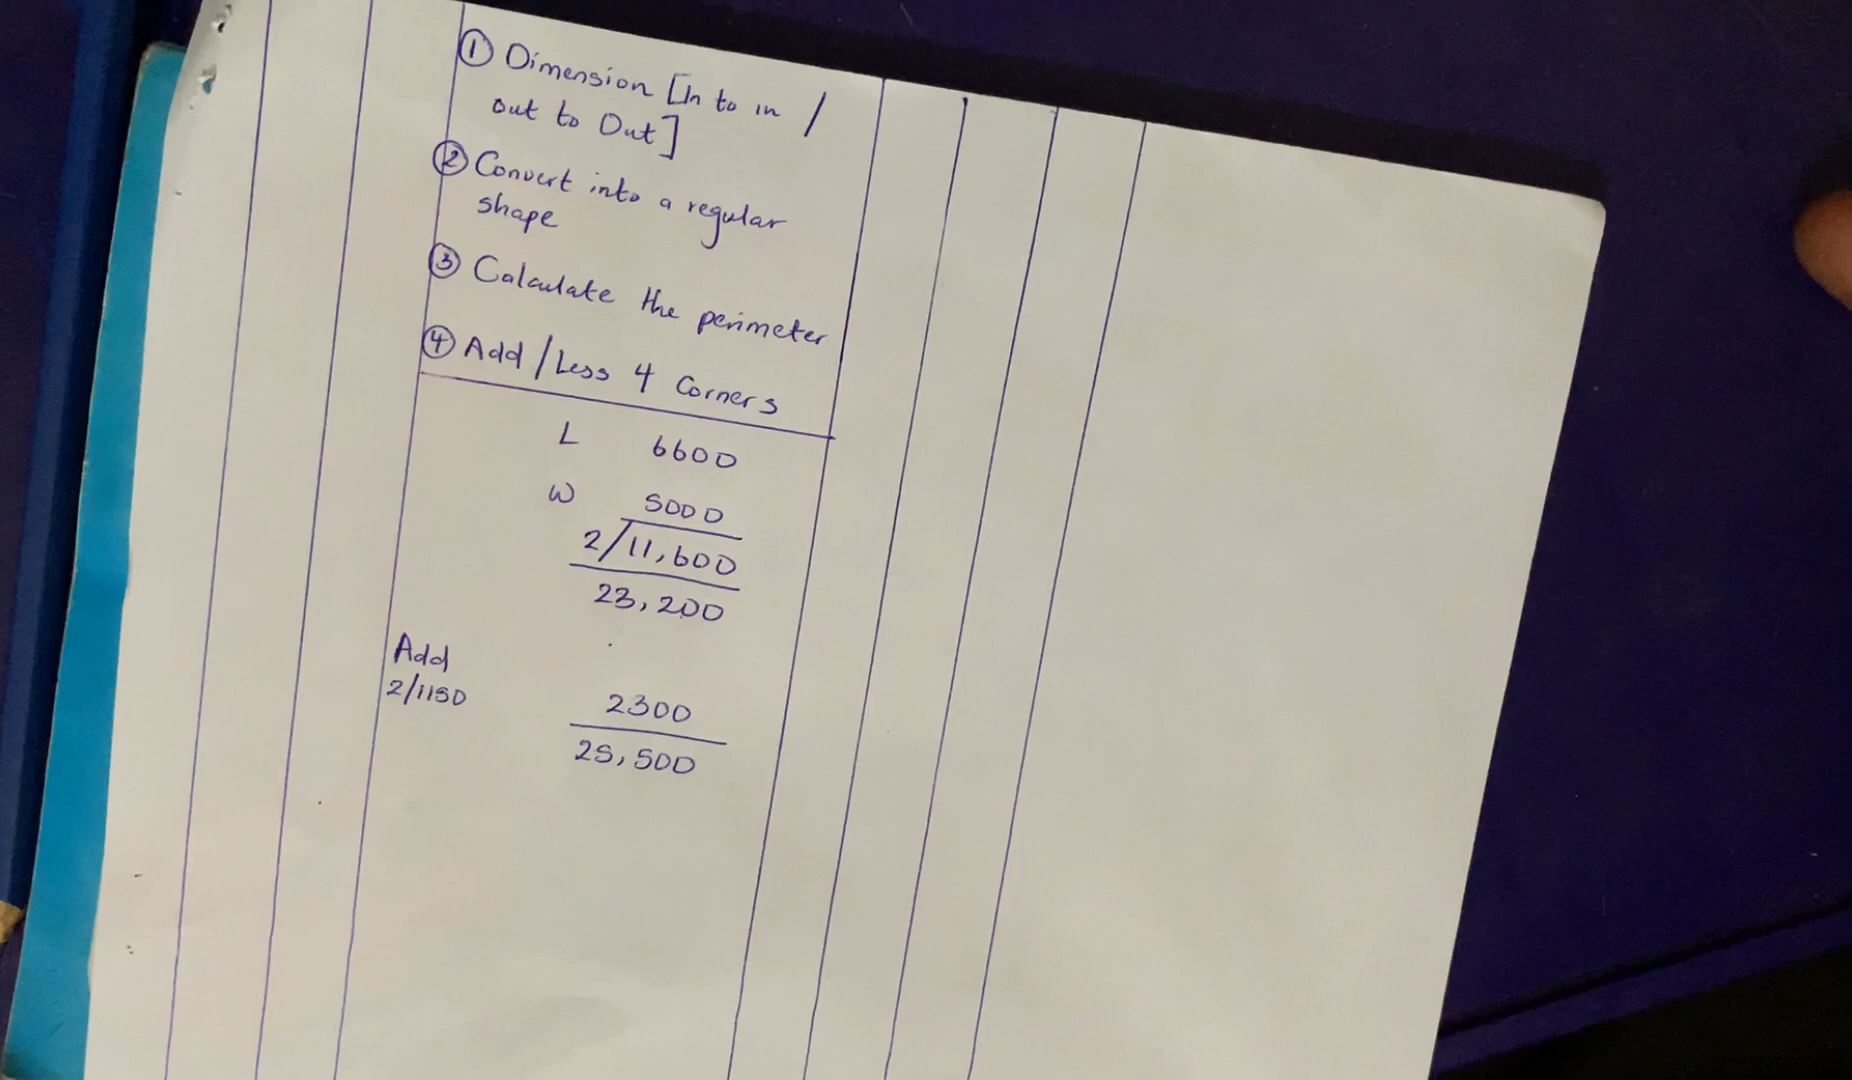 ① Dimension [In to in /
out to Out]
② Convert into a regular
shape
③ Calculate the perimeter
④ Add / Less 4 Corners
L 6600
W 5000
2/11,600
23,200
Add
2/1150 2300
25,500